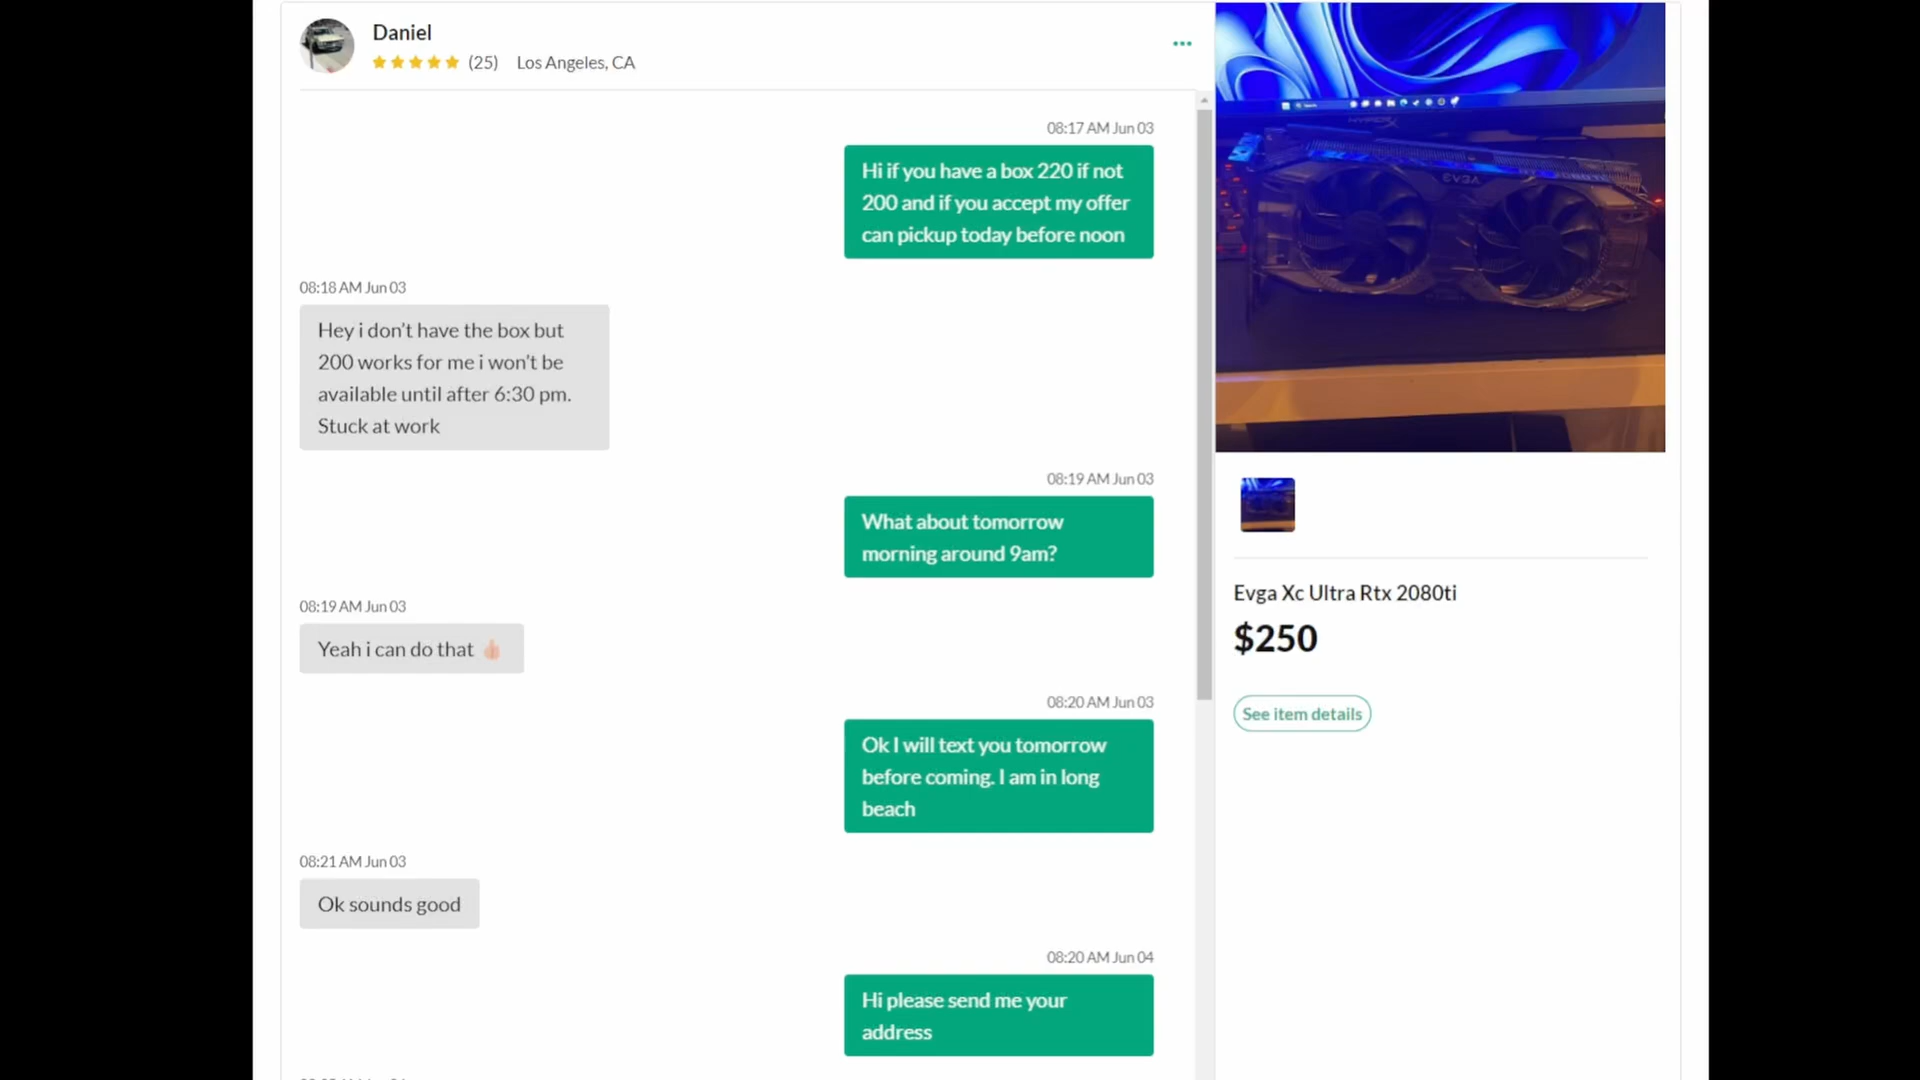 Daniel
(25) Los Angeles, CA
08:17 AM Jun 03
Hi if you have a box 220 if not
200 and if you accept my offer
can pickup today before noon
08:18 AM Jun 03
Hey i don't have the box but
200 works for me i won't be
available until after 6:30 pm.
Stuck at work
08:19 AM Jun 03
What about tomorrow
morning around 9am?
08:19 AM Jun 03
Yeah i can do that 👍🏻
08:20 AM Jun 03
Ok I will text you tomorrow
before coming. I am in long
beach
08:21 AM Jun 03
Ok sounds good
08:20 AM Jun 04
Hi please send me your
address
HYPERX
EVGA
Evga Xc Ultra Rtx 2080ti
$250
See item details